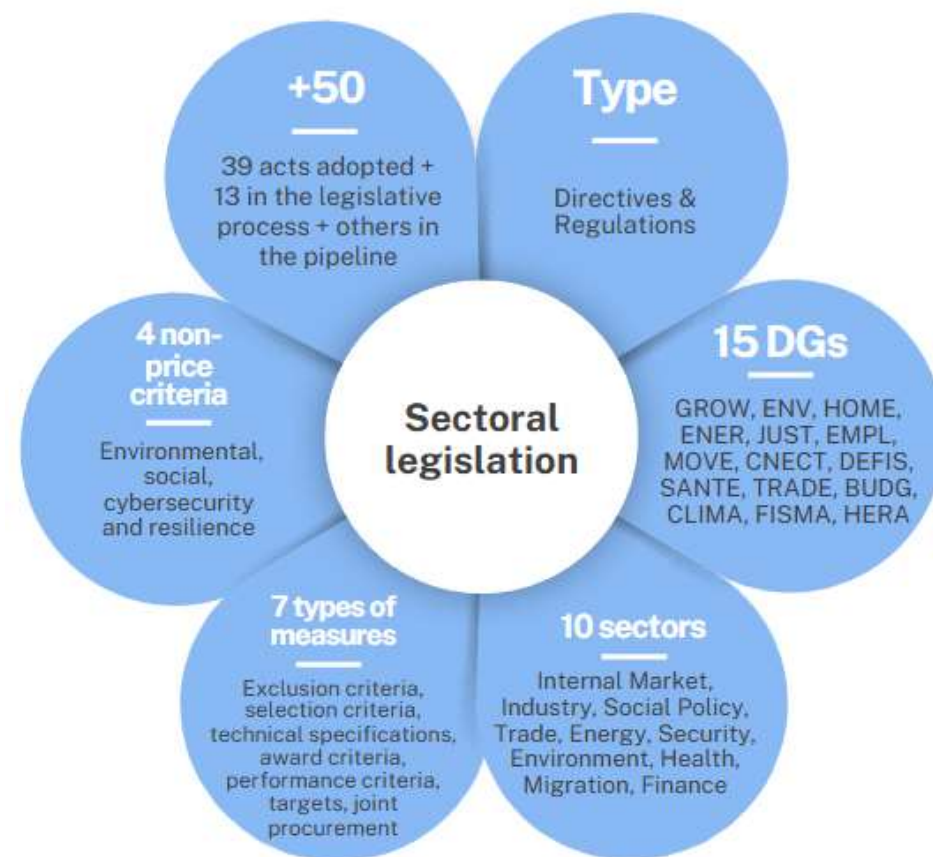 +50
39 acts adopted +
13 in the legislative
process + others in
the pipeline
Type
Directives &
Regulations
4 non-
price
criteria
Environmental,
social,
cybersecurity
and resilience
Sectoral
legislation
15 DGs
GROW, ENV, HOME,
ENER, JUST, EMPL,
MOVE, CNECT, DEFIS,
SANTE, TRADE, BUDG,
CLIMA, FISMA, HERA
7 types of
measures
Exclusion criteria,
selection criteria,
technical specifications,
award criteria,
performance criteria,
targets, joint
procurement
10 sectors
Internal Market,
Industry, Social Policy,
Trade, Energy, Security,
Environment, Health,
Migration, Finance